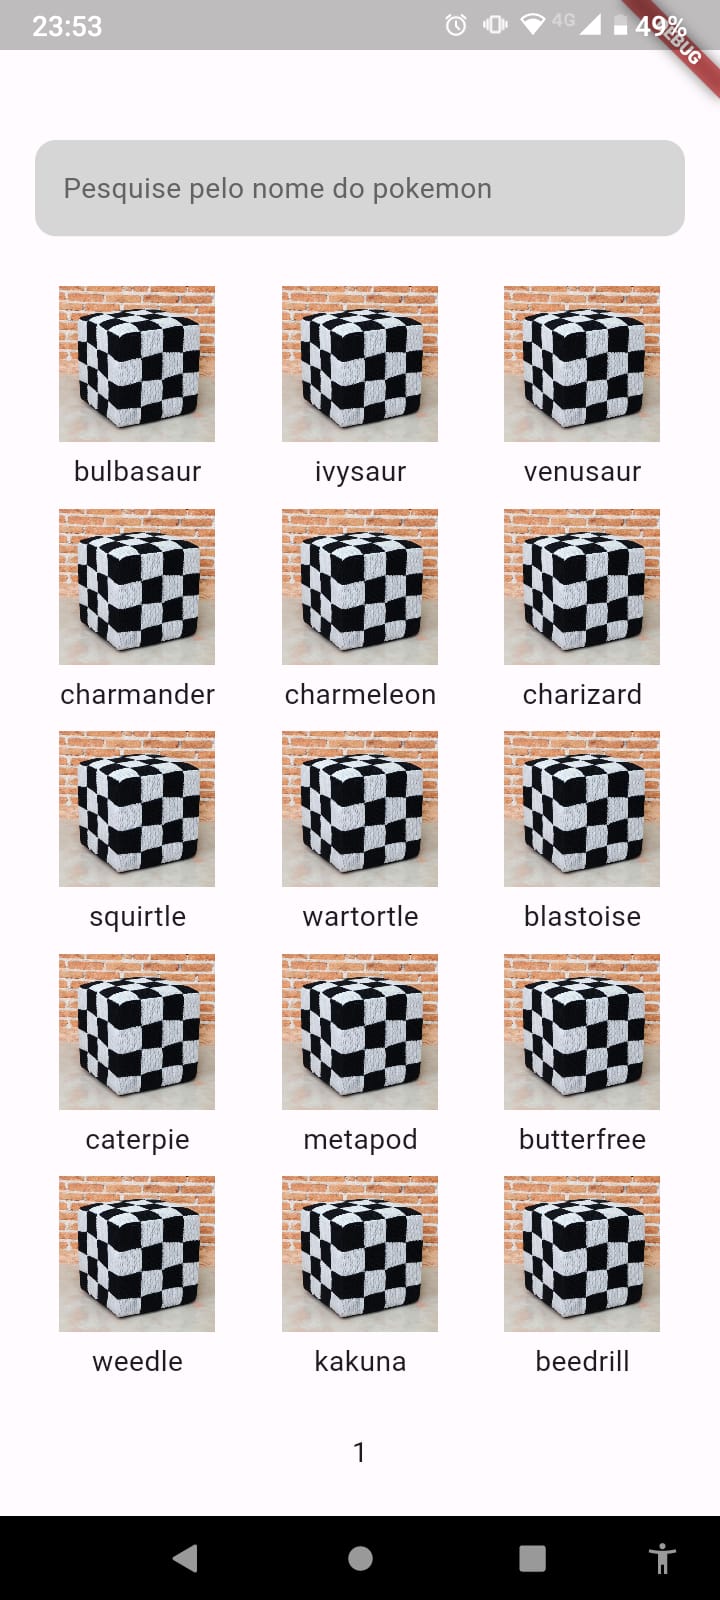 23:53
4G
49%
DEBUG
Pesquise pelo nome do pokemon
bulbasaur ivysaur venusaur
charmander charmeleon charizard
squirtle wartortle blastoise
caterpie metapod butterfree
weedle kakuna beedrill
1